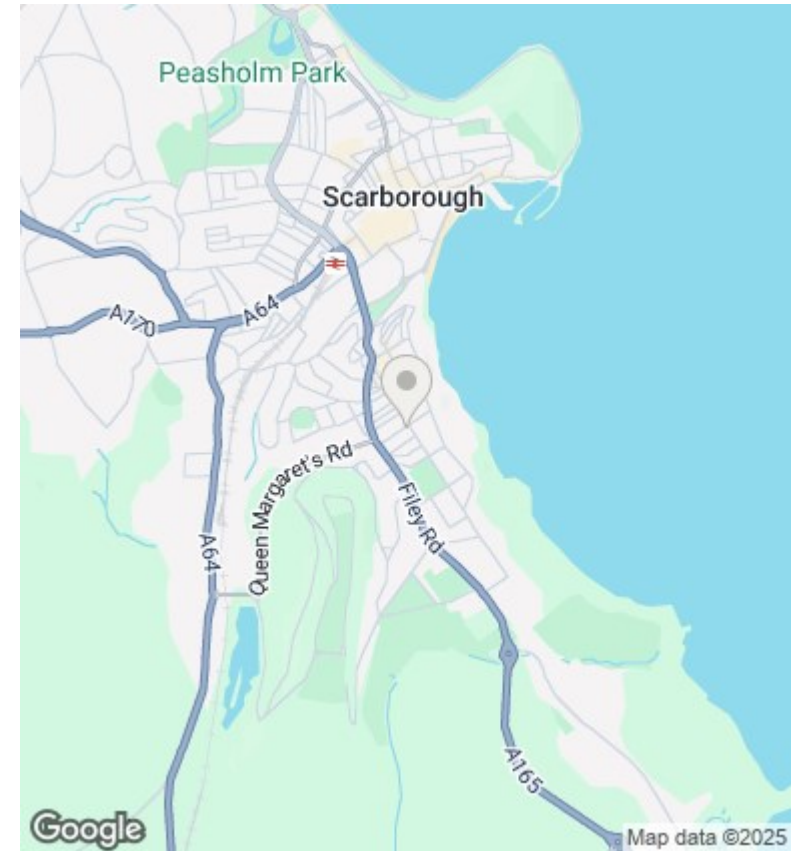 Peasholm Park
Scarborough
A64
A170
Queen Margaret's Rd
A64
Filey Rd
A165
Google
Map data ©2025